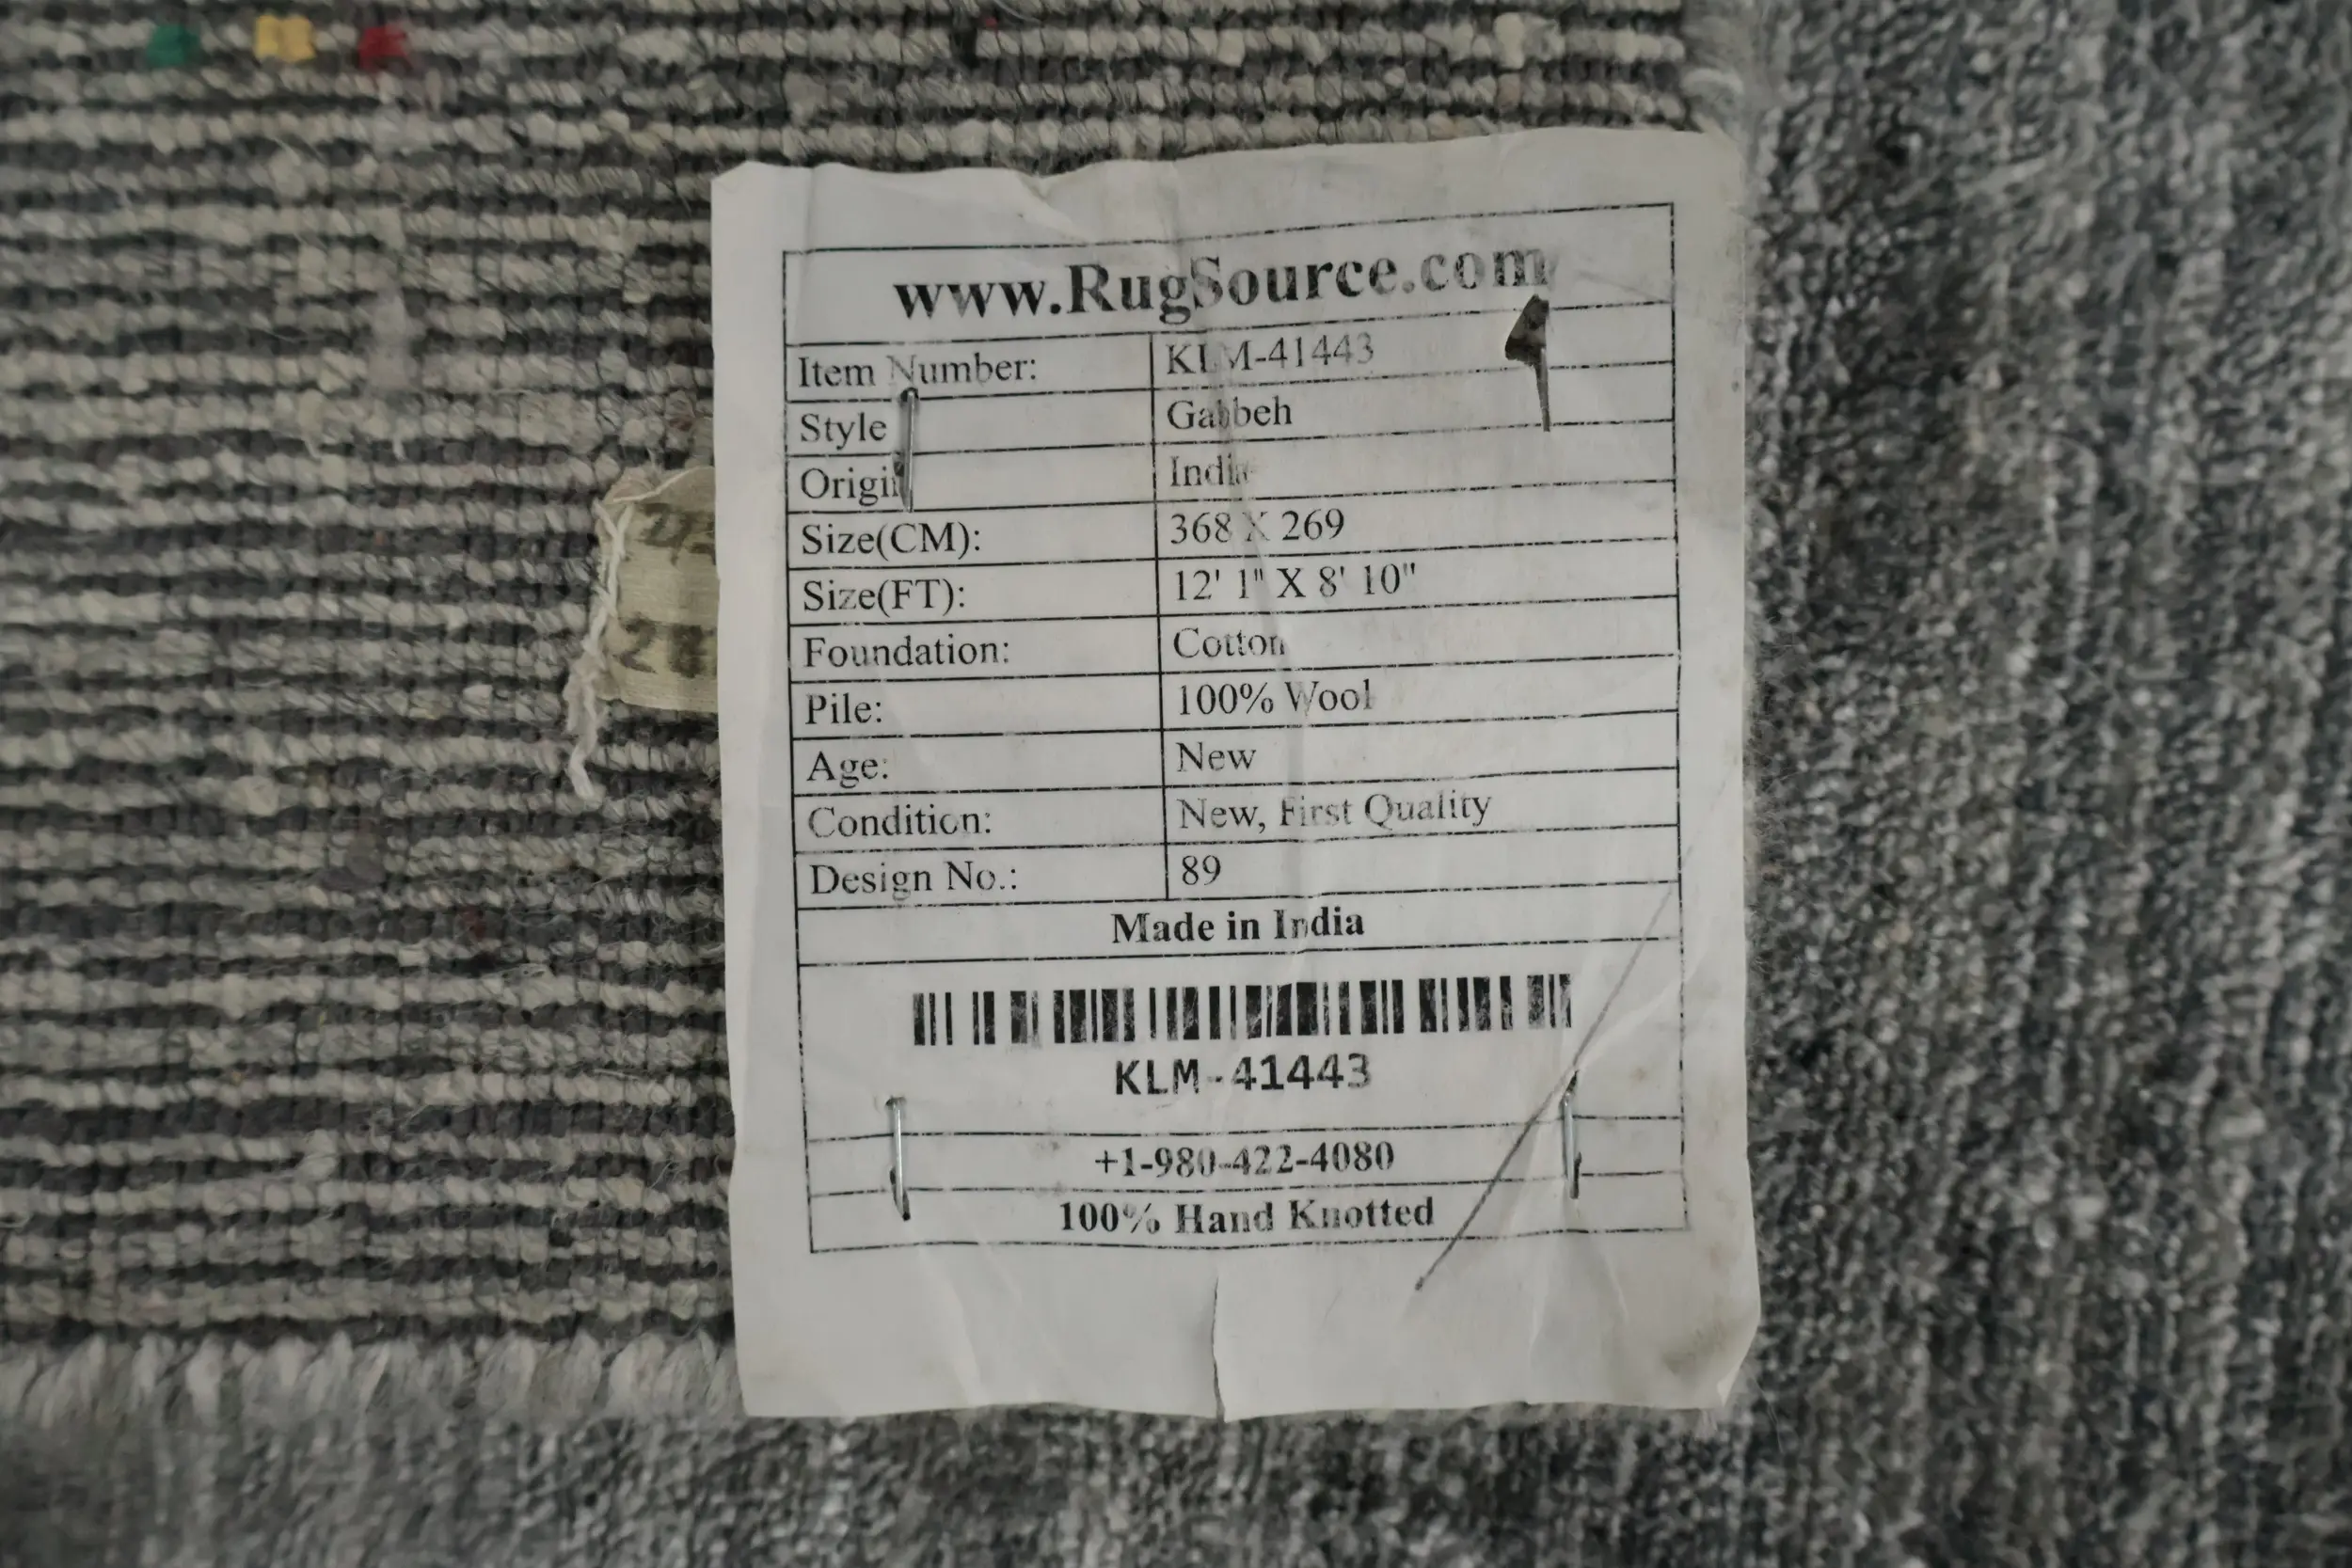 www.RugSource.com
Item Number: KLM-41443
Style Gabbeh
Origin India
Size(CM): 368 X 269
Size(FT): 12' 1" X 8' 10"
Foundation: Cotton
Pile: 100% Wool
Age: New
Condition: New, First Quality
Design No.: 89
Made in India
KLM-41443
+1-980-422-4080
100% Hand Knotted